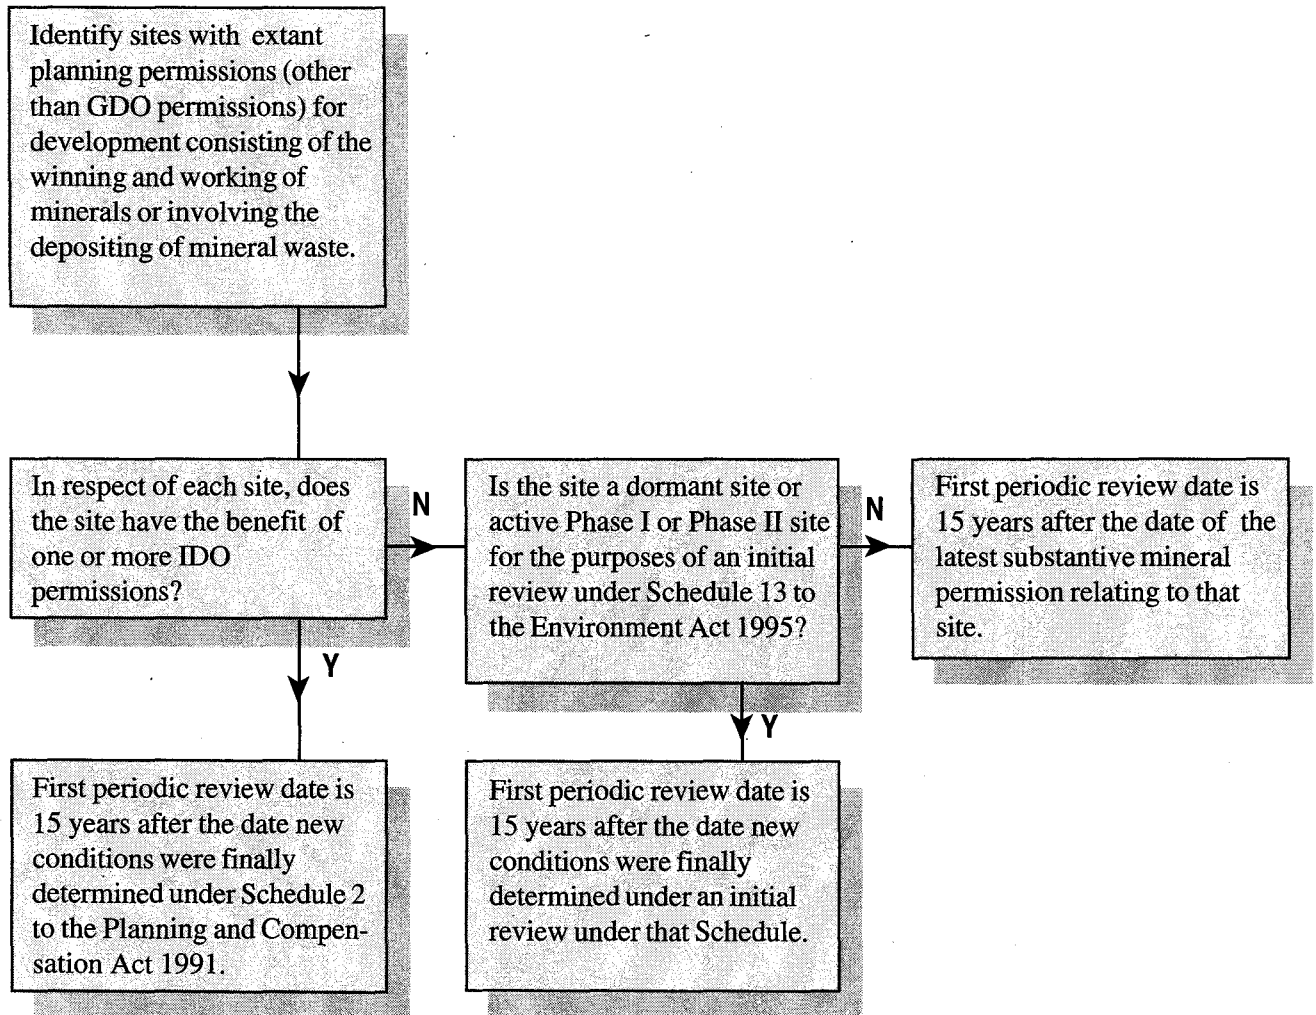 Identify sites with extant
planning permissions (other
than GDO permissions) for
development consisting of the
winning and working of
minerals or involving the
depositing of mineral waste.
In respect of each site, does
the site have the benefit of
one or more IDO
permissions?
N
Is the site a dormant site or
active Phase I or Phase II site
for the purposes of an initial
review under Schedule 13 to
the Environment Act 1995?
N
First periodic review date is
15 years after the date of the
latest substantive mineral
permission relating to that
site.
Y
Y
First periodic review date is
15 years after the date new
conditions were finally
determined under Schedule 2
to the Planning and Compen-
sation Act 1991.
First periodic review date is
15 years after the date new
conditions were finally
determined under an initial
review under that Schedule.